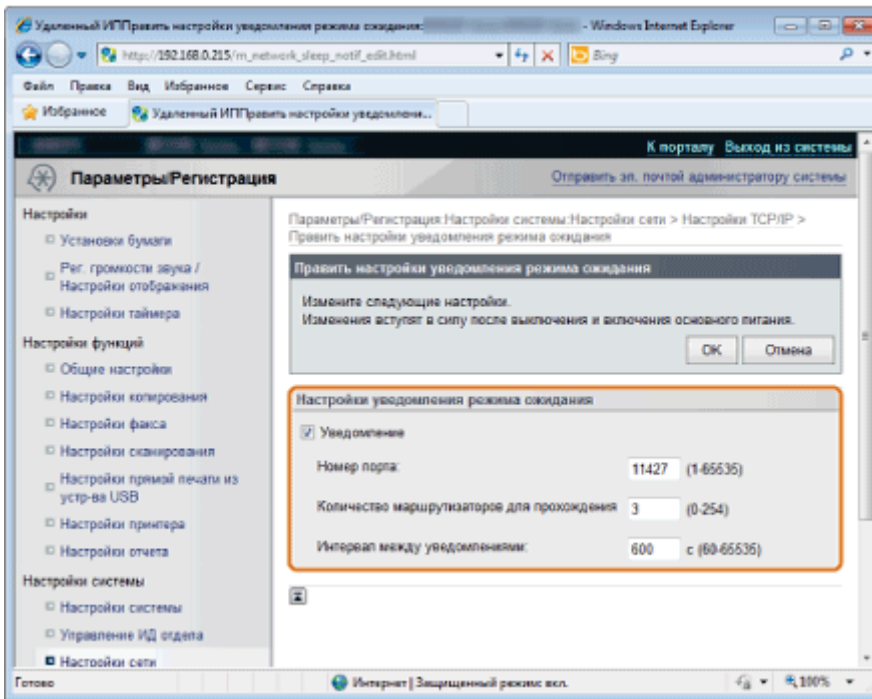 Удаленный ИППравить настройки уведомления режима ожидания: - Windows Internet Explorer
http://192.168.0.215/m_network_sleep_notif_edit.html
Bing
Файл Правка Вид Избранное Сервис Справка
Избранное
Удаленный ИППравить настройки уведомлени...
К порталу Выход из системы
Параметры/Регистрация
Отправить эл. почтой администратору системы
Настройки
Установки бумаги
Рег. громкости звука /
Настройки отображения
Настройки таймера
Настройки функций
Общие настройки
Настройки копирования
Настройки факса
Настройки сканирования
Настройки прямой печати из
устр-ва USB
Настройки принтера
Настройки отчета
Настройки системы
Настройки системы
Управление ИД отдела
Настройки сети
Параметры/Регистрация:Настройки системы:Настройки сети > Настройки TCP/IP >
Править настройки уведомления режима ожидания
Править настройки уведомления режима ожидания
Измените следующие настройки.
Изменения вступят в силу после выключения и включения основного питания.
OK Отмена
Настройки уведомления режима ожидания
Уведомление
Номер порта: 11427 (1-65535)
Количество маршрутизаторов для прохождения 3 (0-254)
Интервал между уведомлениями: 600 с (60-65535)
Готово
Интернет | Защищенный режим: вкл.
100%